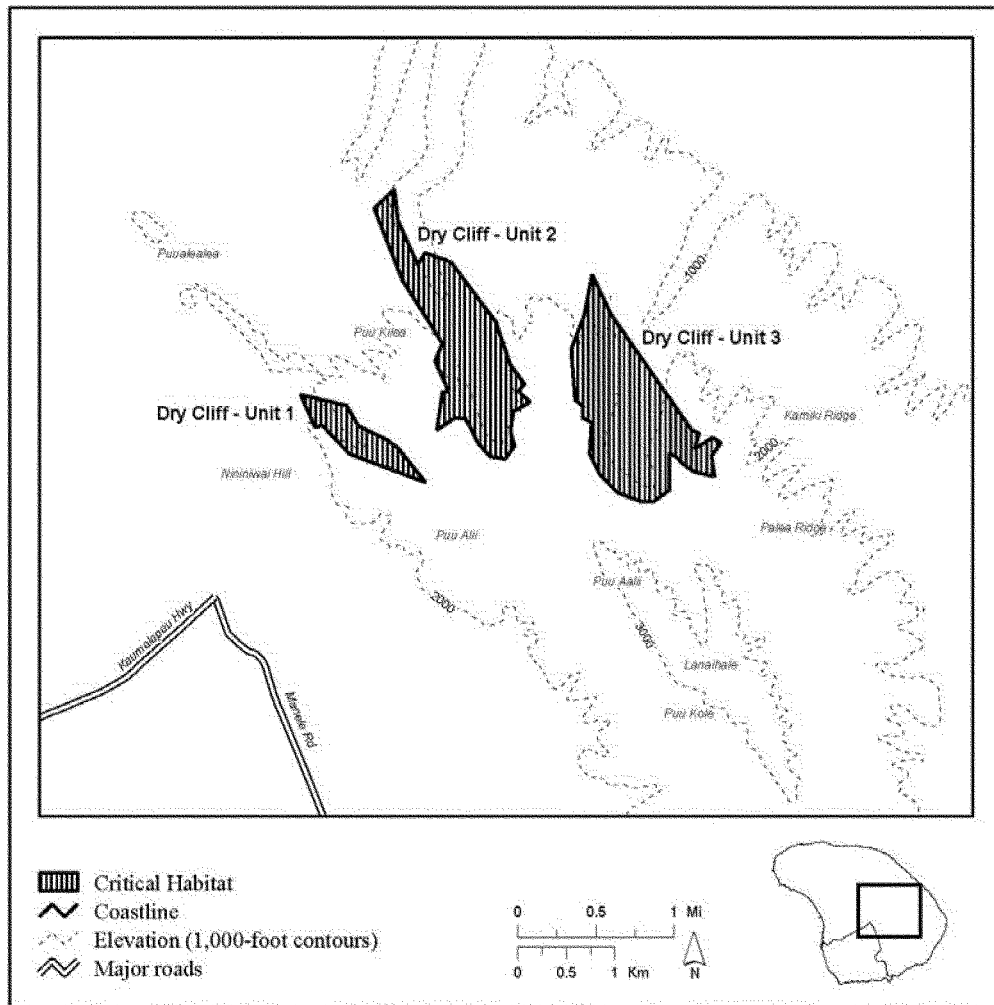 Dry Cliff - Unit 2
Puualealea
1000
Puu Kilea
Dry Cliff - Unit 3
Dry Cliff - Unit 1
Kamiki Ridge
2000
Nininiwai Hill
Puu Alii
Palea Ridge
Puu Aalii
2000
3000
Kaumalapau Hwy
Lanaihale
Manele Rd
Puu Kole
Critical Habitat
Coastline
Elevation (1,000-foot contours)
Major roads
0 0.5 1 Mi
0 0.5 1 Km
N